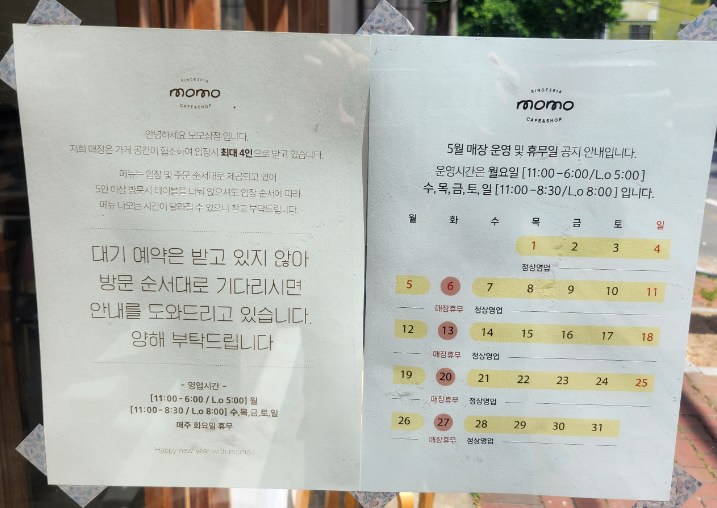 SINCE2018
momo
CAFE&SHOP
안녕하세요 모모상점 입니다.
저희 매장은 가게 공간이 협소하여 입장시 최대 4인으로 받고 있습니다.
메뉴는 입장 및 주문 순서대로 제공되고 있어
5인 이상 방문시 테이블을 나눠 앉으셔도 입장 순서에 따라
메뉴 나오는 시간이 달라질 수 있으니 참고 부탁드립니다.
대기 예약은 받고 있지 않아
방문 순서대로 기다리시면
안내를 도와드리고 있습니다.
양해 부탁드립니다
- 영업시간 -
[11:00 - 6:00 / L.o 5:00] 월
[11:00 - 8:30 / L.o 8:00] 수,목,금,토,일
매주 화요일 휴무
Happy new year with momo
SINCE2018
momo
CAFE&SHOP
5월 매장 운영 및 휴무일 공지 안내입니다.
운영시간은 월요일 [11:00-6:00/L.o 5:00]
수,목,금,토,일 [11:00-8:30/L.o 8:00] 입니다.
월 화 수 목 금 토 일
1 2 3 4
정상영업
5 6 7 8 9 10 11
매장휴무 정상영업
12 13 14 15 16 17 18
매장휴무 정상영업
19 20 21 22 23 24 25
매장휴무 정상영업
26 27 28 29 30 31
매장휴무 정상영업